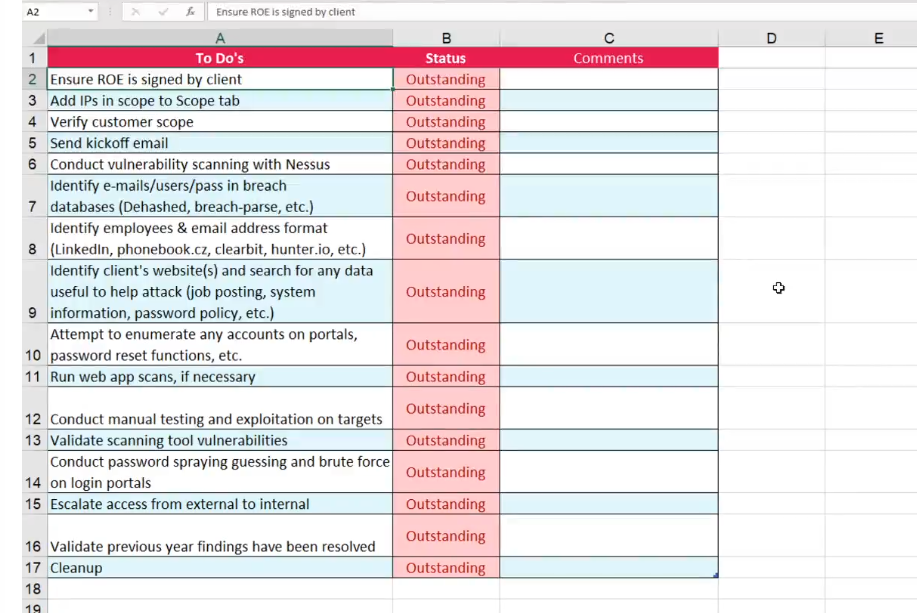 A2
fx
Ensure ROE is signed by client
A B C D E
1 To Do's Status Comments
2 Ensure ROE is signed by client Outstanding
3 Add IPs in scope to Scope tab Outstanding
4 Verify customer scope Outstanding
5 Send kickoff email Outstanding
6 Conduct vulnerability scanning with Nessus Outstanding
Identify e-mails/users/pass in breach
7 databases (Dehashed, breach-parse, etc.) Outstanding
Identify employees & email address format
8 (LinkedIn, phonebook.cz, clearbit, hunter.io, etc.) Outstanding
Identify client's website(s) and search for any data
useful to help attack (job posting, system Outstanding
9 information, password policy, etc.)
Attempt to enumerate any accounts on portals,
10 password reset functions, etc. Outstanding
11 Run web app scans, if necessary Outstanding
12 Conduct manual testing and exploitation on targets Outstanding
13 Validate scanning tool vulnerabilities Outstanding
Conduct password spraying guessing and brute force
14 on login portals Outstanding
15 Escalate access from external to internal Outstanding
16 Validate previous year findings have been resolved Outstanding
17 Cleanup Outstanding
18
19